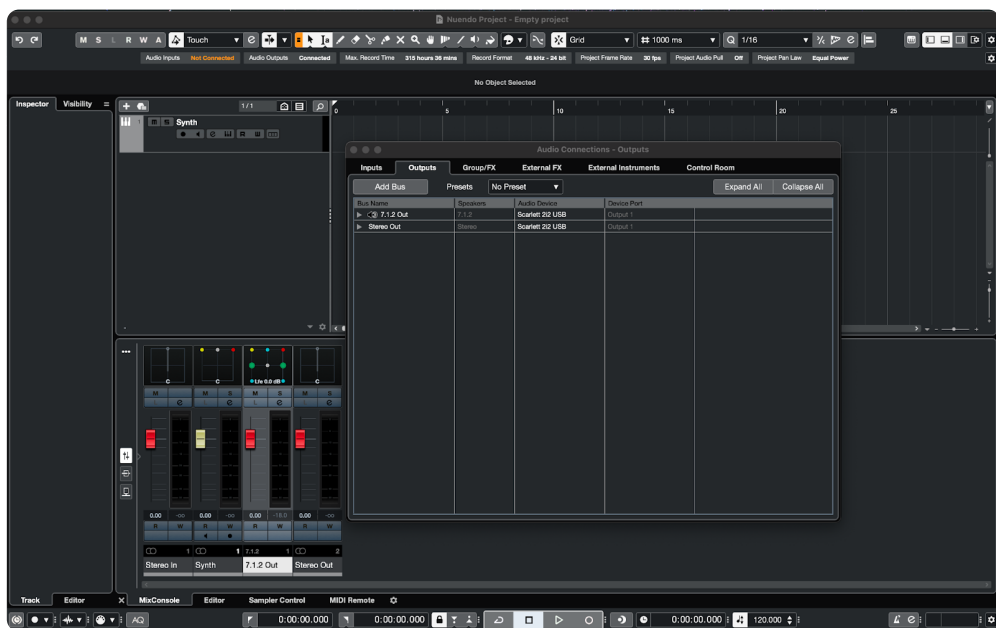 Nuendo Project - Empty project
M S L R W A Touch Grid 1000 ms Q 1/16
Audio Inputs Not Connected Audio Outputs Connected Max. Record Time 315 hours 36 mins Record Format 48 kHz - 24 bit Project Frame Rate 30 fps Project Audio Pull Off Project Pan Law Equal Power
No Object Selected
Inspector Visibility 1/1 0 5 10 15 20 25
1 m S Synth
R W
Audio Connections - Outputs
Inputs Outputs Group/FX External FX External Instruments Control Room
Add Bus Presets No Preset Expand All Collapse All
Bus Name Speakers Audio Device Device Port
7.1.2 Out 7.1.2 Scarlett 2i2 USB Output 1
Stereo Out Stereo Scarlett 2i2 USB Output 1
C C Lfe 0.0 dB C
M M S M S M S
L e L e L e L e
0.00 -oo 0.00 -oo 0.00 -18.0 0.00 -oo
R W R W R W R W
1 1 7.1.2 1 2
Stereo In Synth 7.1.2 Out Stereo Out
Track Editor X MixConsole Editor Sampler Control MIDI Remote
AQ 0:00:00.000 0:00:00.000 0:00:00.000 120.000